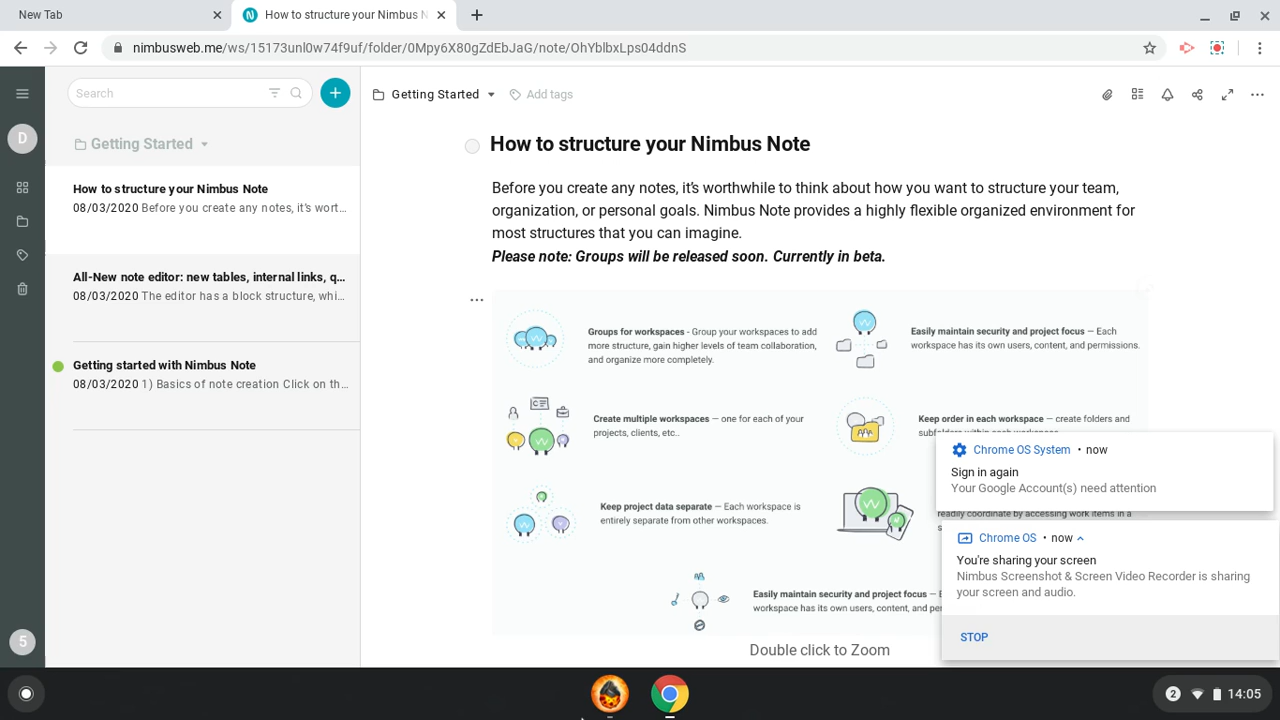 New Tab
How to structure your Nimbus N
nimbusweb.me/ws/15173unl0w74f9uf/folder/0Mpy6X80gZdEbJaG/note/OhYblbxLps04ddnS
Search
Getting Started
Add tags
D
Getting Started
How to structure your Nimbus Note
08/03/2020 Before you create any notes, it's wort...
All-New note editor: new tables, internal links, q...
08/03/2020 The editor has a block structure, whi...
Getting started with Nimbus Note
08/03/2020 1) Basics of note creation Click on th...
5
How to structure your Nimbus Note
Before you create any notes, it's worthwhile to think about how you want to structure your team,
organization, or personal goals. Nimbus Note provides a highly flexible organized environment for
most structures that you can imagine.
Please note: Groups will be released soon. Currently in beta.
Groups for workspaces - Group your workspaces to add
more structure, gain higher levels of team collaboration,
and organize more completely.
Easily maintain security and project focus — Each
workspace has its own users, content, and permissions.
Create multiple workspaces — one for each of your
projects, clients, etc..
Keep order in each workspace — create folders and
Keep project data separate — Each workspace is
entirely separate from other workspaces.
readily coordinate by accessing work items in a
Easily maintain security and project focus —
workspace has its own users, content, and
Double click to Zoom
Chrome OS System • now
Sign in again
Your Google Account(s) need attention
Chrome OS • now
You're sharing your screen
Nimbus Screenshot & Screen Video Recorder is sharing
your screen and audio.
STOP
2
14:05